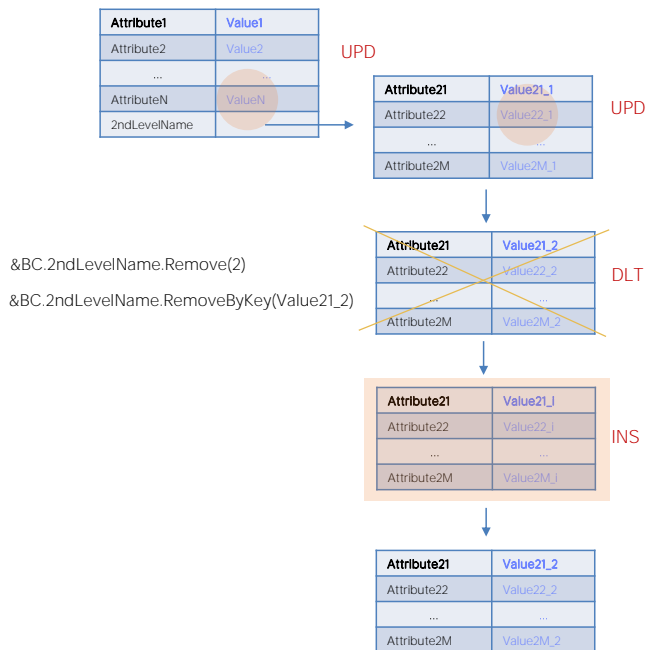 Attribute1 Value1
Attribute2 Value2
... ...
AttributeN ValueN
2ndLevelName
UPD
Attribute21 Value21_1
Attribute22 Value22_1
... ...
Attribute2M Value2M_1
UPD
&BC.2ndLevelName.Remove(2)
&BC.2ndLevelName.RemoveByKey(Value21_2)
Attribute21 Value21_2
Attribute22 Value22_2
... ...
Attribute2M Value2M_2
DLT
Attribute21 Value21_i
Attribute22 Value22_i
... ...
Attribute2M Value2M_i
INS
Attribute21 Value21_2
Attribute22 Value22_2
... ...
Attribute2M Value2M_2